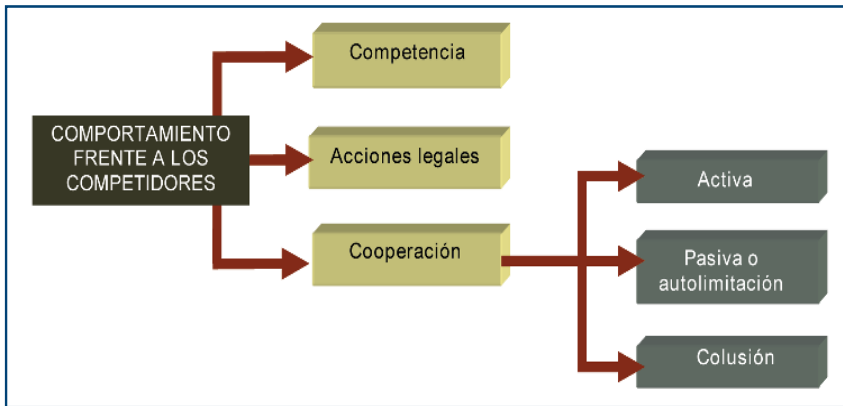 COMPORTAMIENTO
FRENTE A LOS
COMPETIDORES
Competencia
Acciones legales
Cooperación
Activa
Pasiva o
autolimitación
Colusión